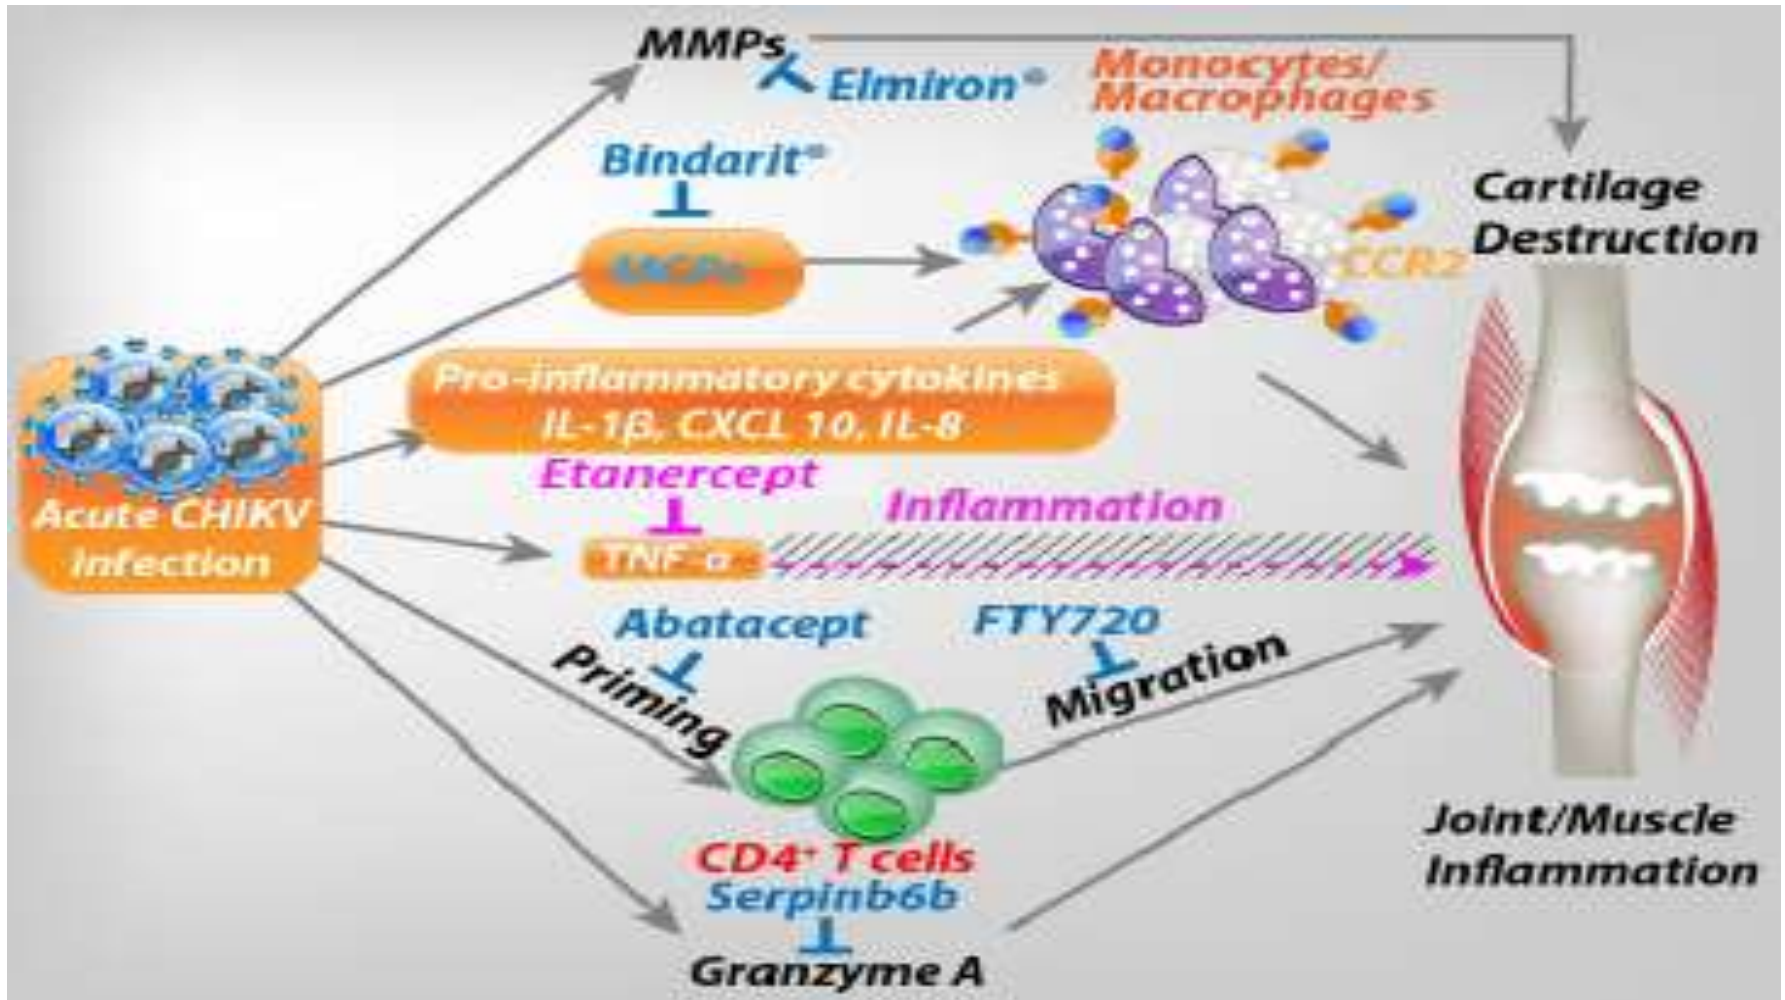 MMPs
Elmiron®
Monocytes/
Macrophages
Bindarit®
Cartilage
Destruction
CCR2
Pro-inflammatory cytokines
IL-1β, CXCL 10, IL-8
Etanercept
Inflammation
Acute CHIKV
infection
TNF-α
Abatacept
FTY720
Priming
Migration
CD4⁺ T cells
Serpinb6b
Granzyme A
Joint/Muscle
Inflammation